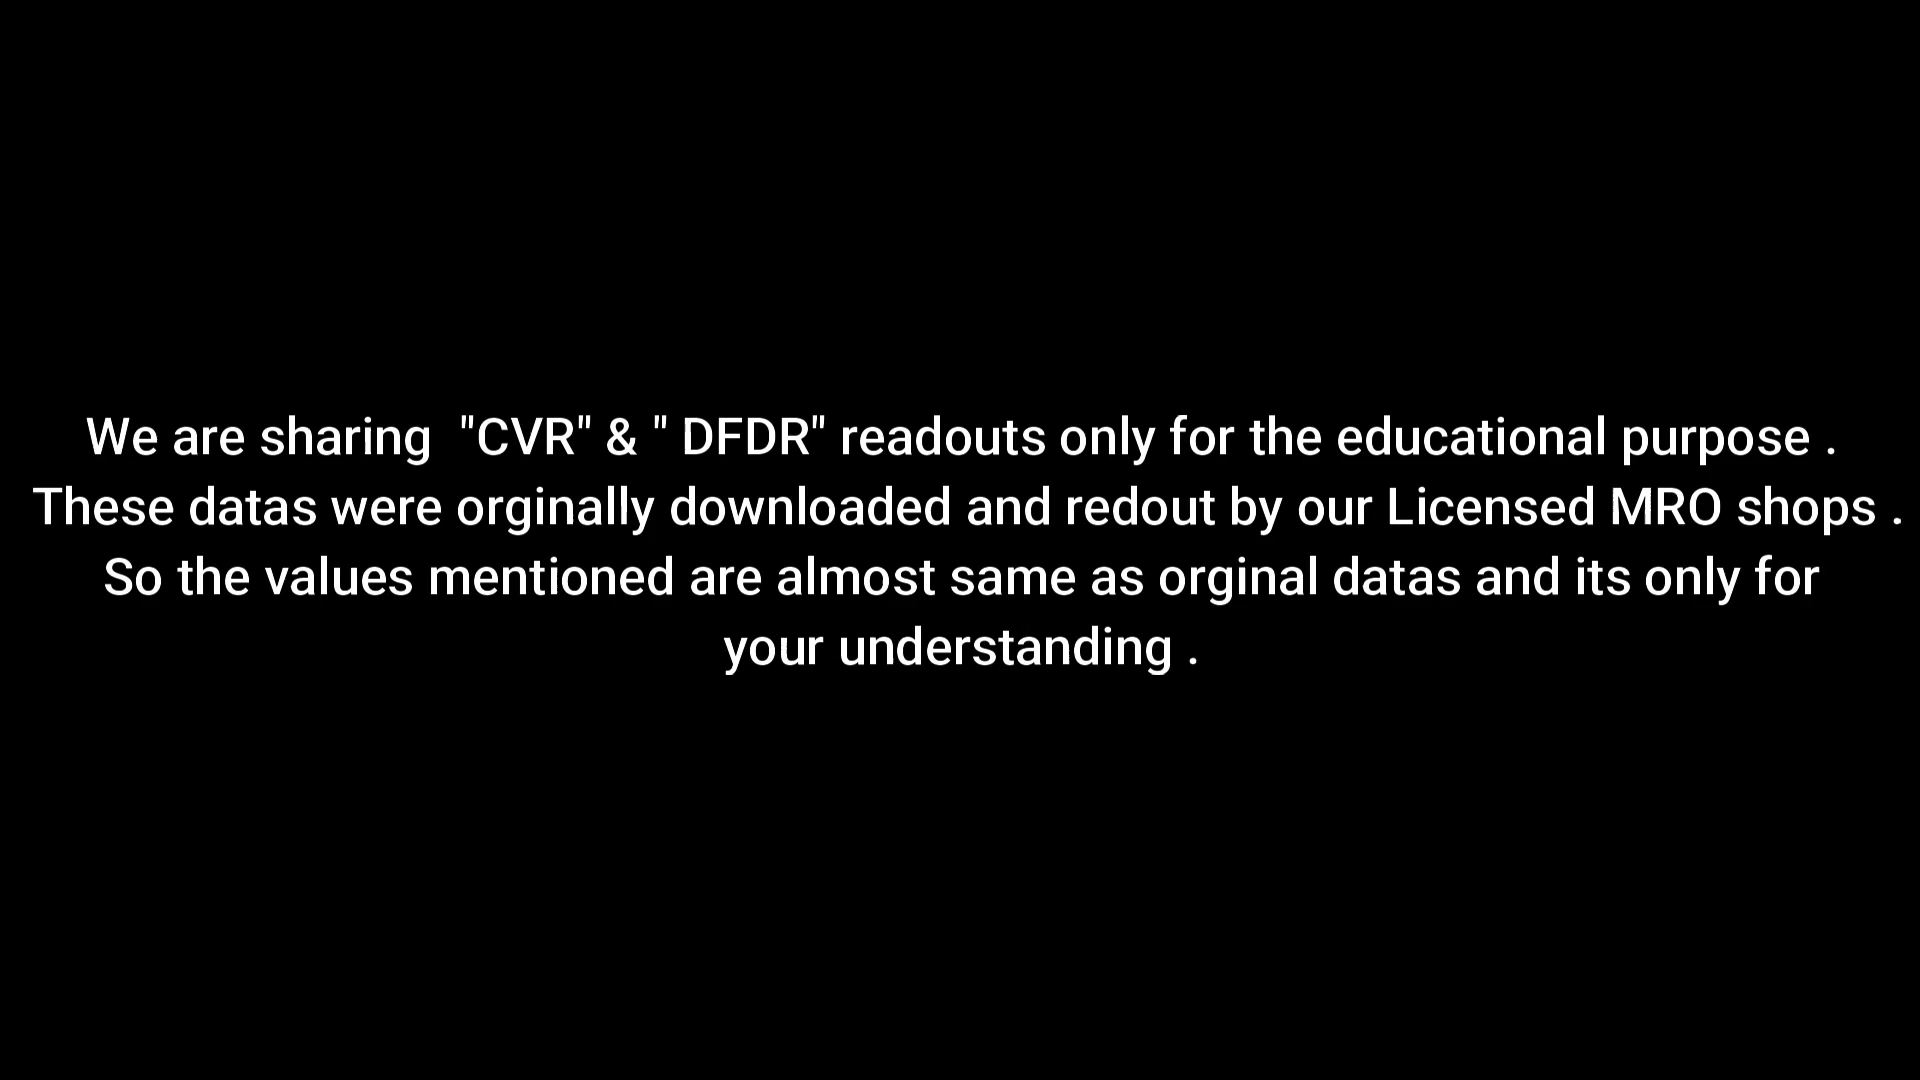 We are sharing  "CVR" & " DFDR" readouts only for the educational purpose .
These datas were orginally downloaded and redout by our Licensed MRO shops .
So the values mentioned are almost same as orginal datas and its only for
your understanding .